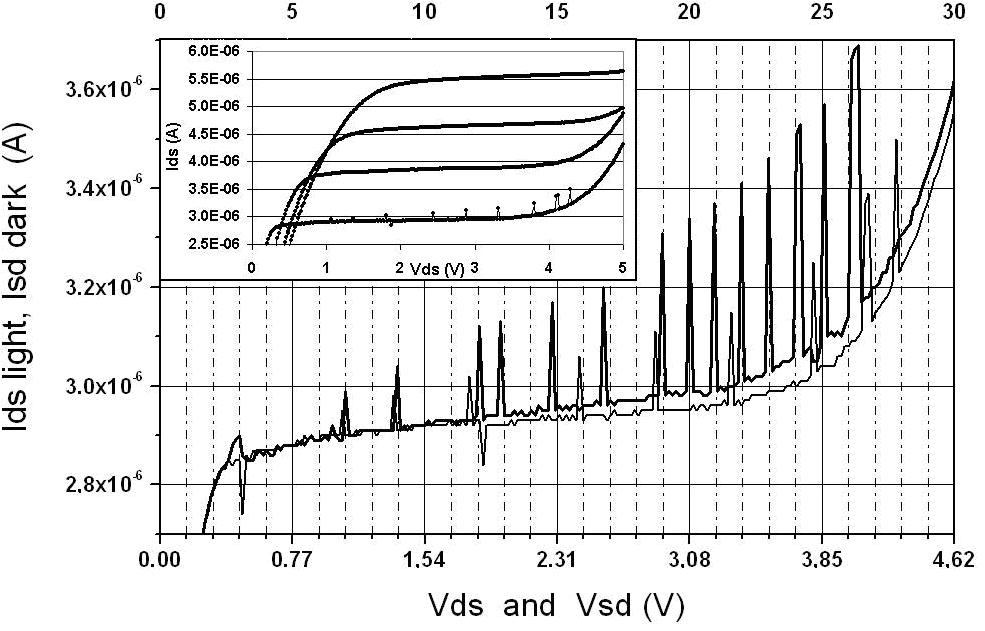 0 5 10 15 20 25 30
Ids light, Isd dark (A)
3.6x10⁻⁶
3.4x10⁻⁶
3.2x10⁻⁶
3.0x10⁻⁶
2.8x10⁻⁶
6.0E-06
5.5E-06
5.0E-06
4.5E-06
4.0E-06
3.5E-06
3.0E-06
2.5E-06
Ids (A)
0 1 2 3 4 5
Vds (V)
0.00 0.77 1.54 2.31 3.08 3.85 4.62
Vds and Vsd (V)